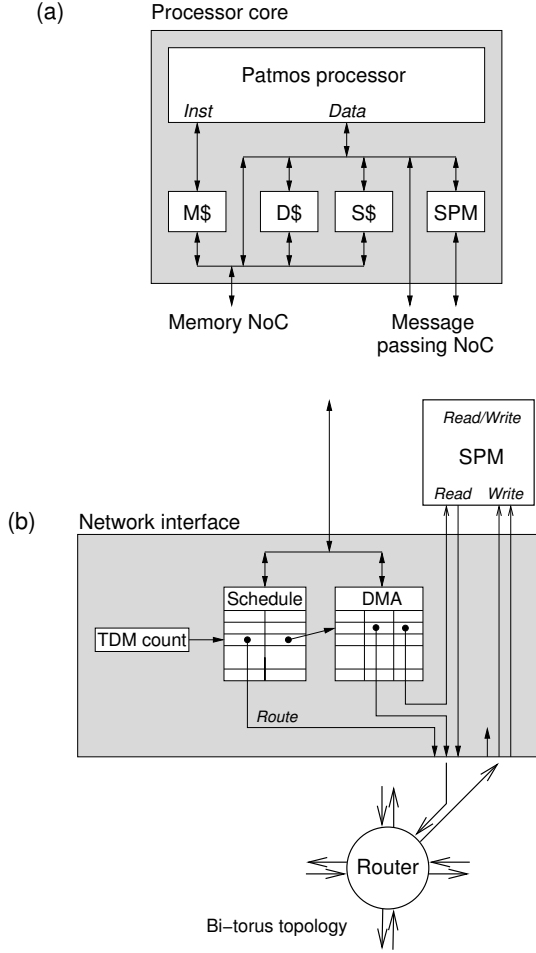 (a)
Processor core
Patmos processor
Inst
Data
M$
D$
S$
SPM
Memory NoC
Message
passing NoC
Read/Write
SPM
Read
Write
(b)
Network interface
Schedule
DMA
TDM count
Route
Router
Bi−torus topology